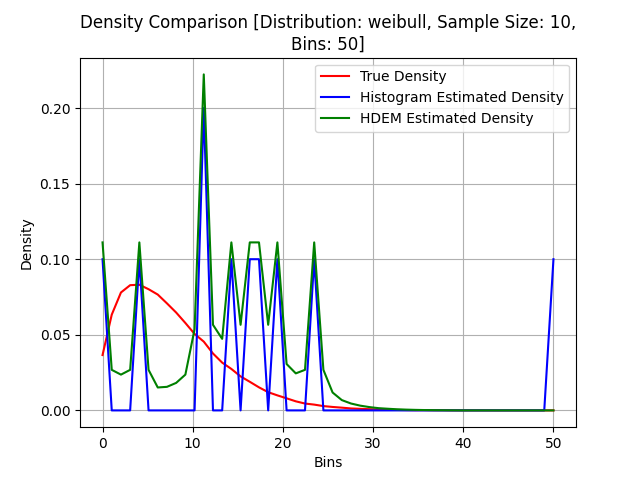 Density Comparison [Distribution: weibull, Sample Size: 10,
Bins: 50]
True Density
Histogram Estimated Density
HDEM Estimated Density
Density
0.20
0.15
0.10
0.05
0.00
0 10 20 30 40 50
Bins